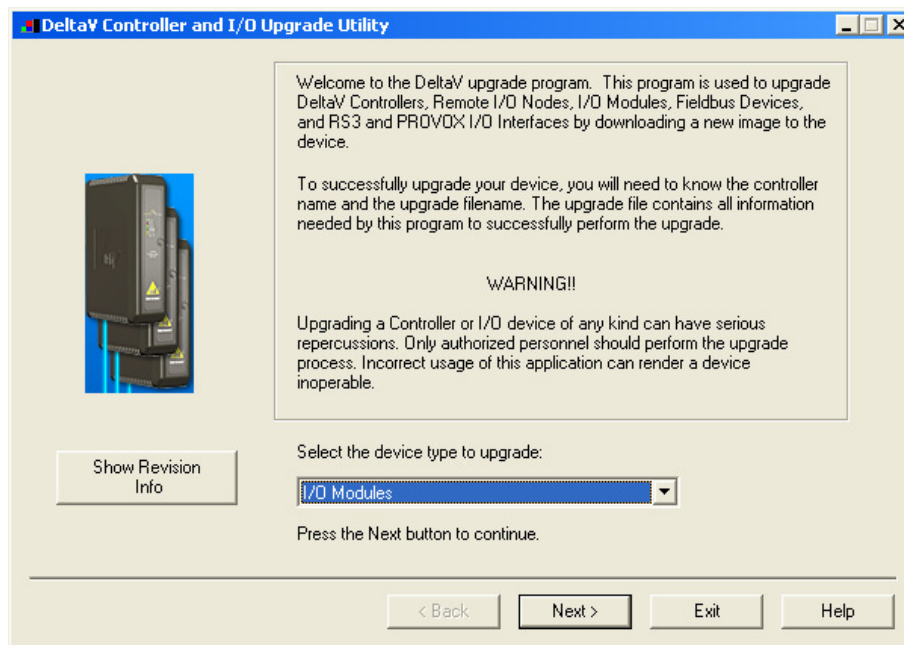 DeltaV Controller and I/O Upgrade Utility
Welcome to the DeltaV upgrade program. This program is used to upgrade
DeltaV Controllers, Remote I/O Nodes, I/O Modules, Fieldbus Devices,
and RS3 and PROVOX I/O Interfaces by downloading a new image to the
device.
To successfully upgrade your device, you will need to know the controller
name and the upgrade filename. The upgrade file contains all information
needed by this program to successfully perform the upgrade.
WARNING!!
Upgrading a Controller or I/O device of any kind can have serious
repercussions. Only authorized personnel should perform the upgrade
process. Incorrect usage of this application can render a device
inoperable.
Show Revision
Info
Select the device type to upgrade:
I/O Modules
Press the Next button to continue.
< Back
Next >
Exit
Help